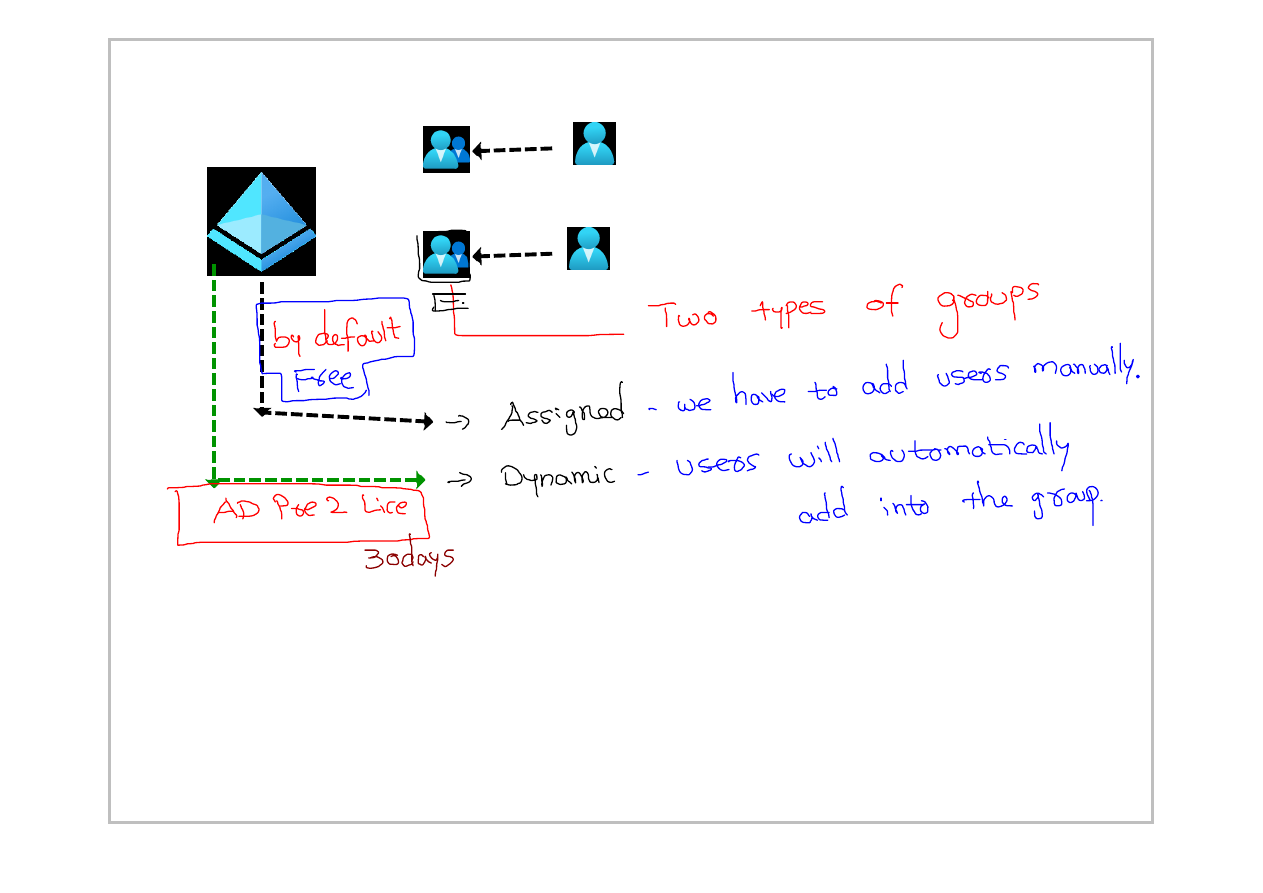 Two types of groups
by default
Free
→ Assigned - we have to add users manually.
→ Dynamic - users will automatically
add into the group.
AD Pre 2 Lice
30days